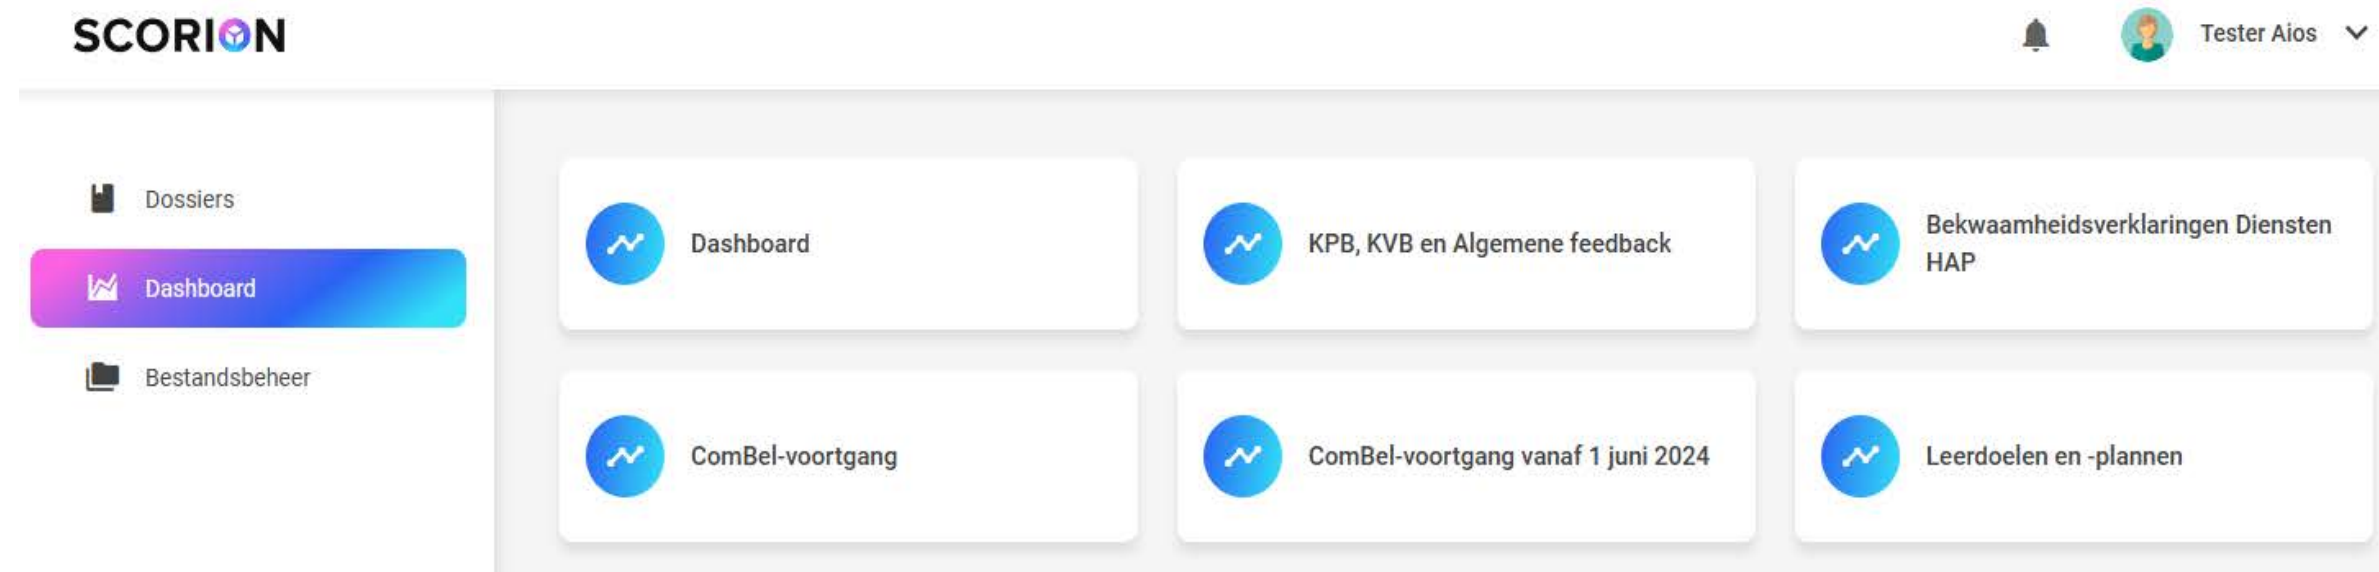 SCORION
Tester Aios
Dossiers
Dashboard
Bestandsbeheer
Dashboard
KPB, KVB en Algemene feedback
Bekwaamheidsverklaringen Diensten
HAP
ComBel-voortgang
ComBel-voortgang vanaf 1 juni 2024
Leerdoelen en -plannen